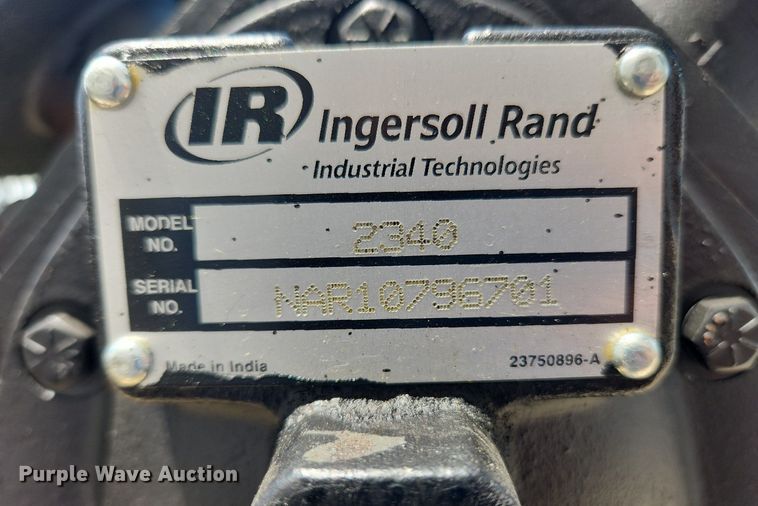 IR Ingersoll Rand
Industrial Technologies
MODEL NO. 2340
SERIAL NO. NAR10796701
Made in India 23750896-A
Purple Wave Auction